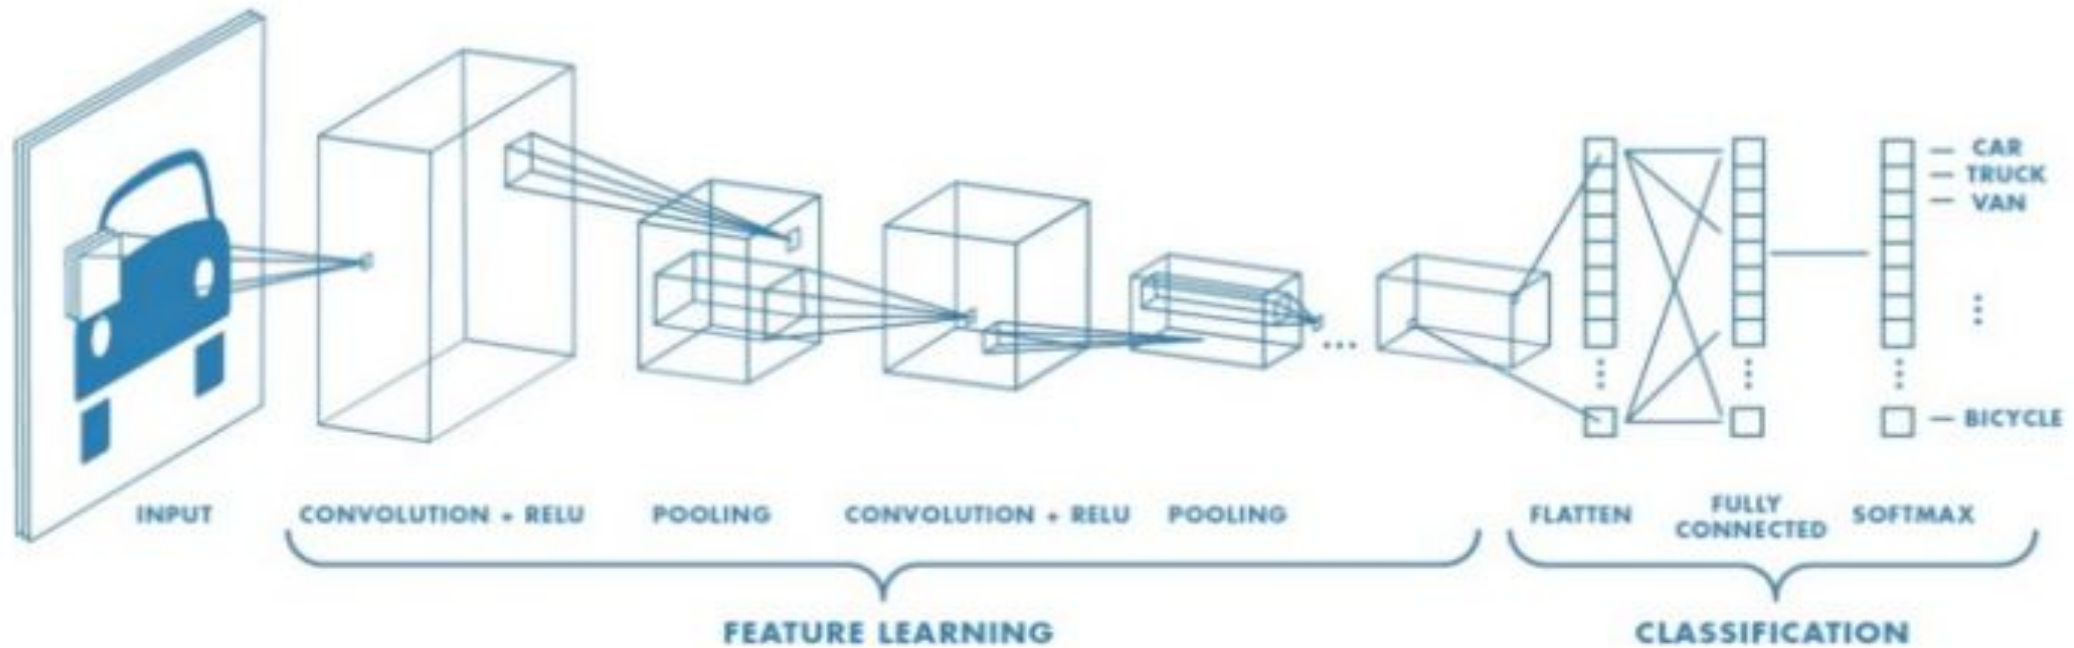 CAR
TRUCK
VAN
BICYCLE
INPUT
CONVOLUTION + RELU
POOLING
CONVOLUTION + RELU
POOLING
FLATTEN
FULLY
CONNECTED
SOFTMAX
FEATURE LEARNING
CLASSIFICATION